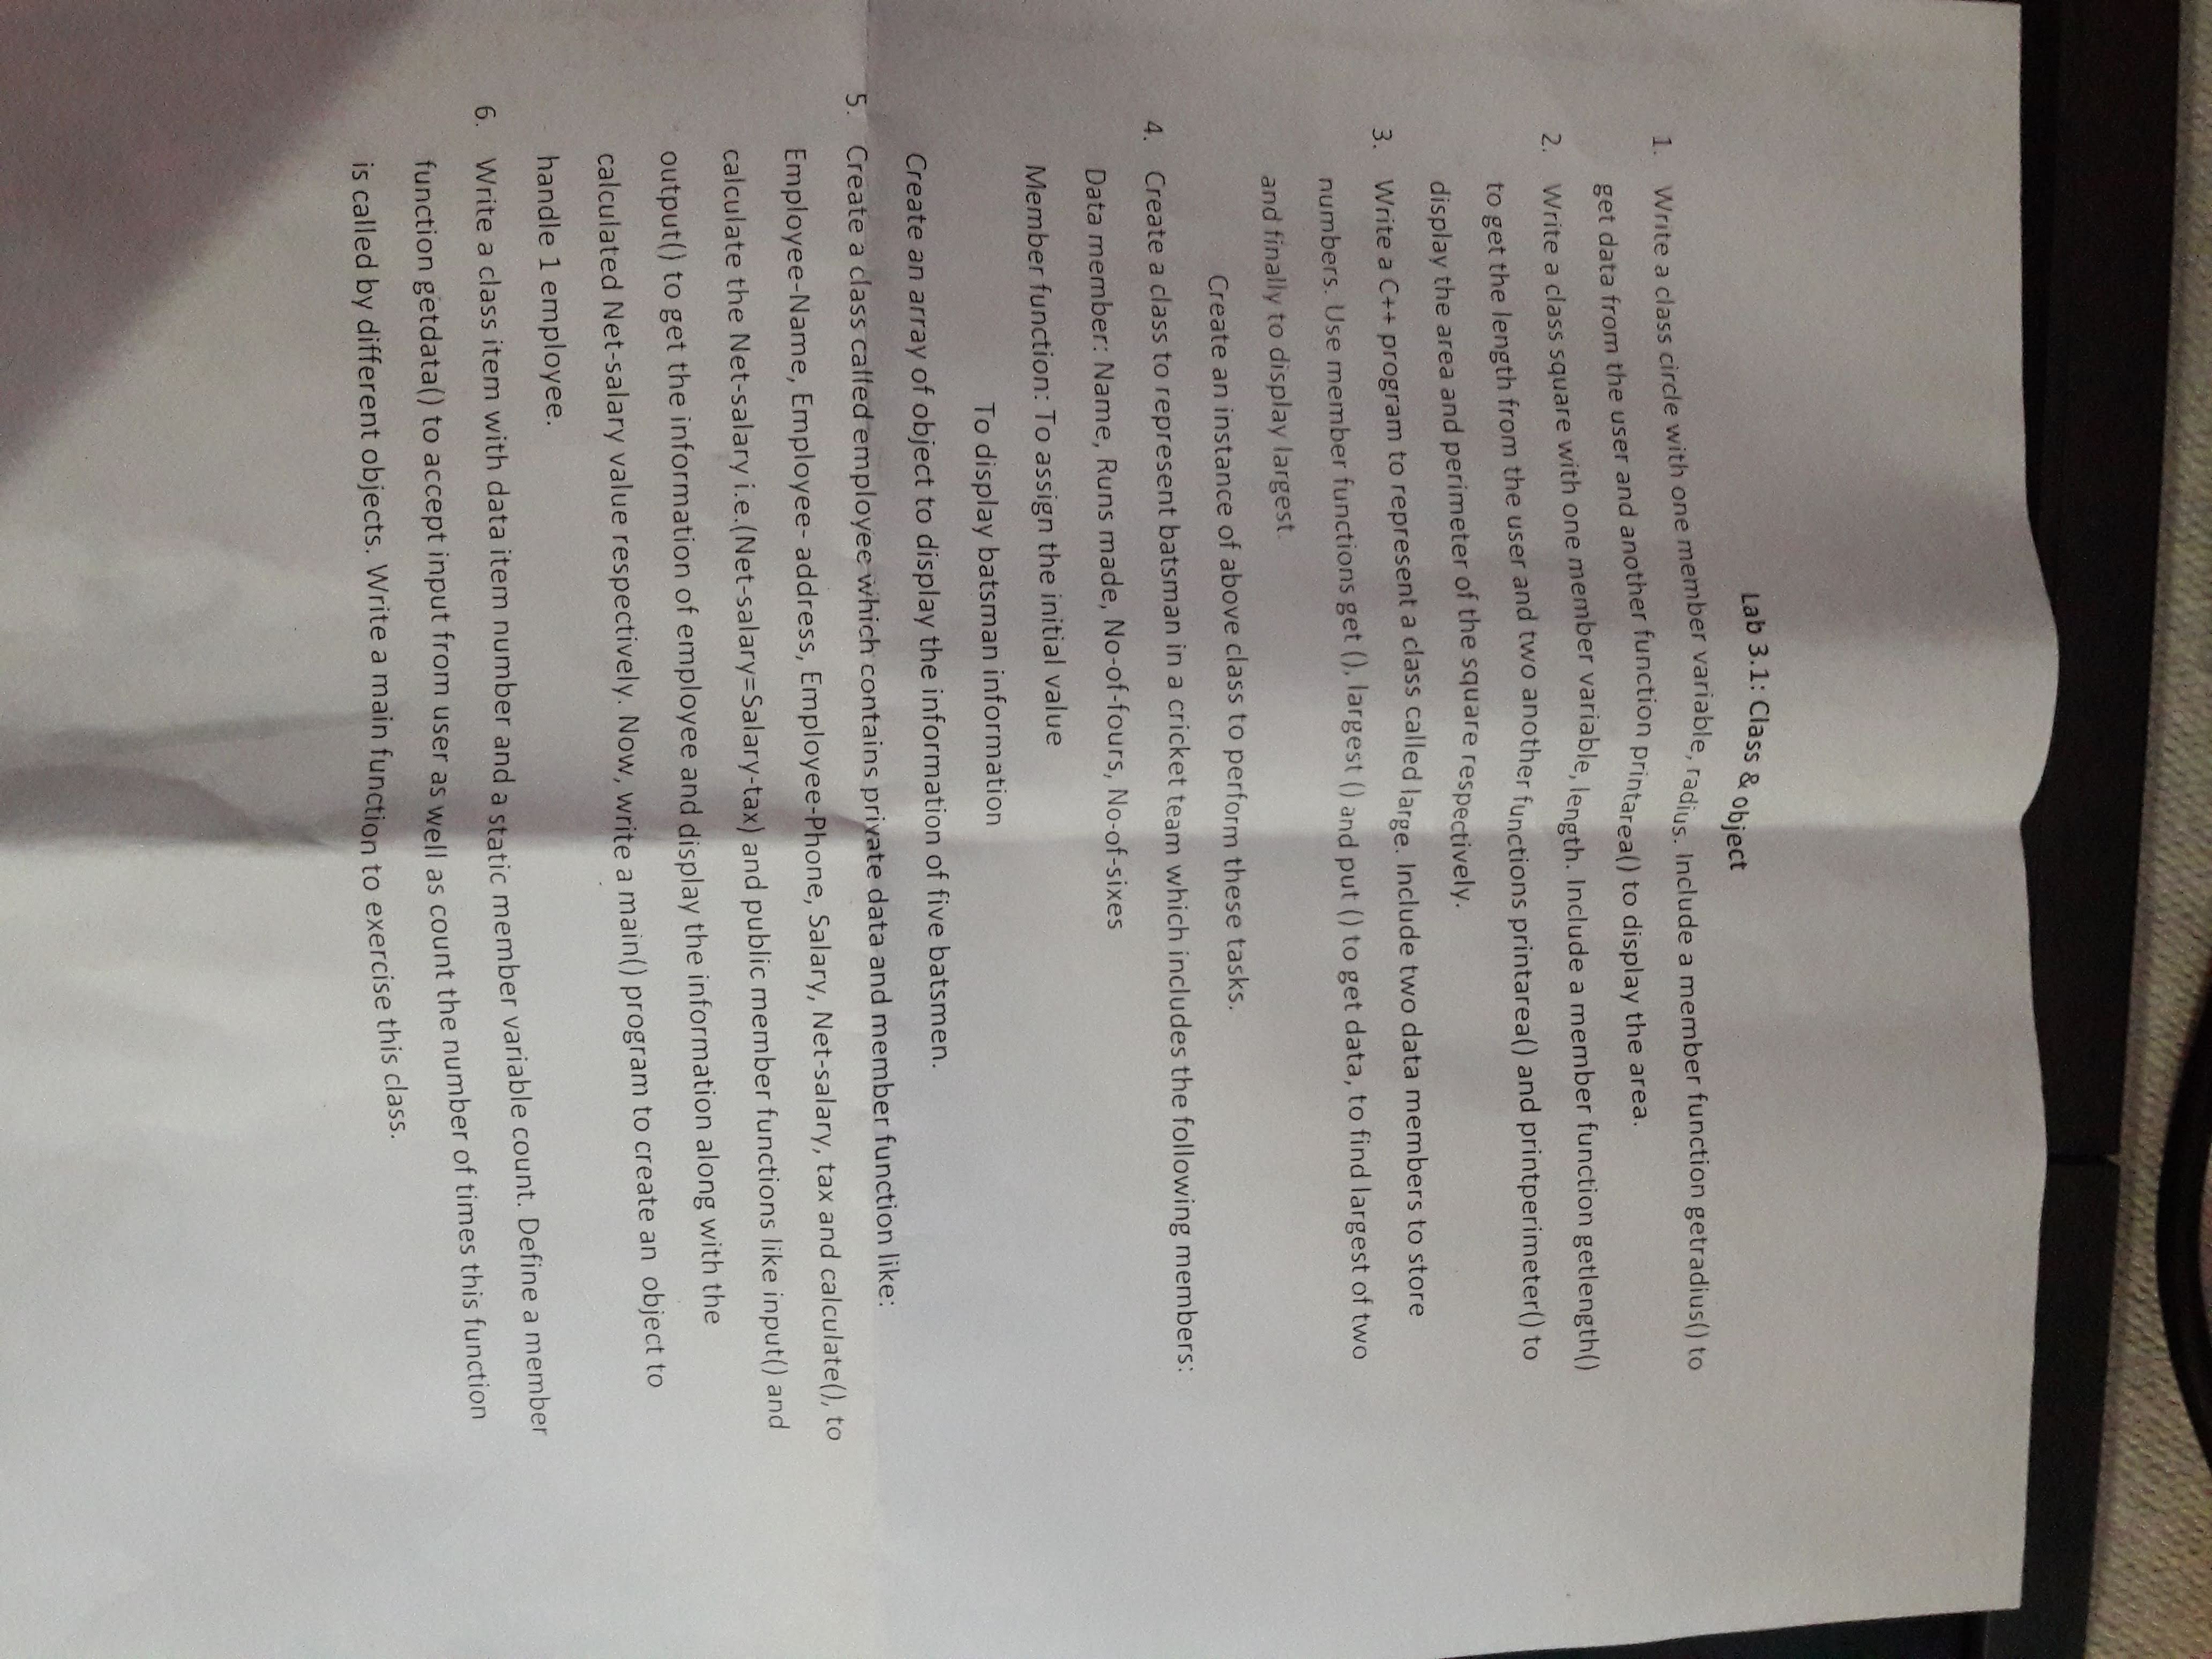 Lab 3.1: Class & object
1. Write a class circle with one member variable, radius. Include a member function getradius() to
get data from the user and another function printarea() to display the area.
2. Write a class square with one member variable, length. Include a member function getlength()
to get the length from the user and two another functions printarea() and printperimeter() to
display the area and perimeter of the square respectively.
3. Write a C++ program to represent a class called large. Include two data members to store
numbers. Use member functions get (), largest () and put () to get data, to find largest of two
and finally to display largest.
Create an instance of above class to perform these tasks.
4. Create a class to represent batsman in a cricket team which includes the following members:
Data member: Name, Runs made, No-of-fours, No-of-sixes
Member function: To assign the initial value
To display batsman information
Create an array of object to display the information of five batsmen.
5. Create a class called employee which contains private data and member function like:
Employee-Name, Employee- address, Employee-Phone, Salary, Net-salary, tax and calculate(), to
calculate the Net-salary i.e.(Net-salary=Salary-tax) and public member functions like input() and
output() to get the information of employee and display the information along with the
calculated Net-salary value respectively. Now, write a main() program to create an object to
handle 1 employee.
6. Write a class item with data item number and a static member variable count. Define a member
function getdata() to accept input from user as well as count the number of times this function
is called by different objects. Write a main function to exercise this class.